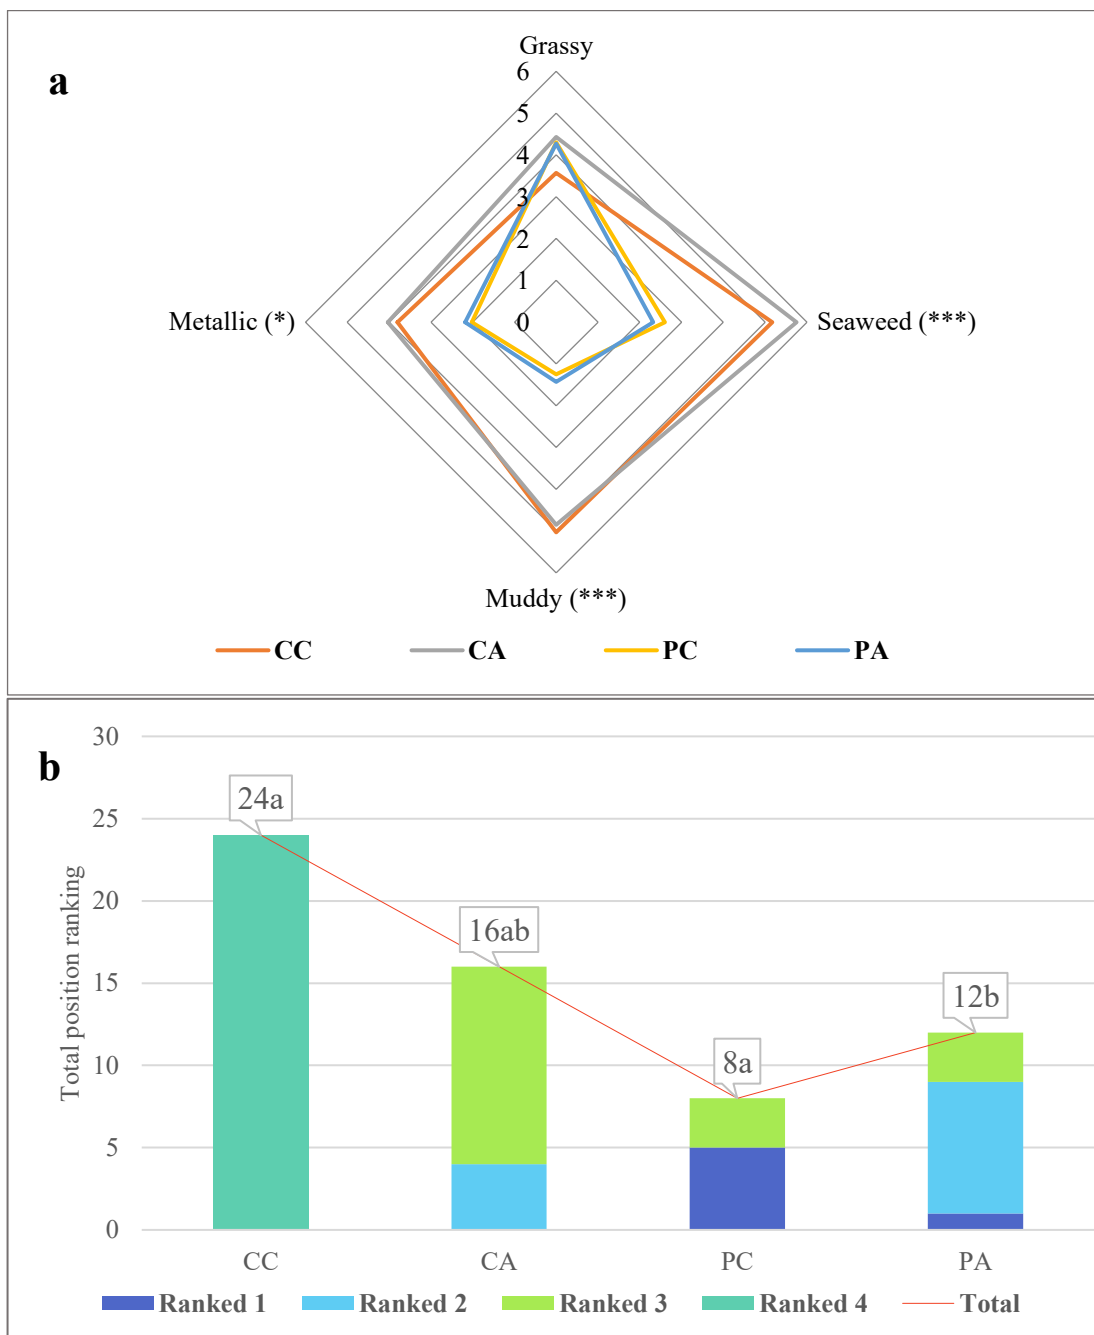 a
Grassy
6
5
4
3
2
1
0
Metallic (*)
Seaweed (***)
Muddy (***)
CC CA PC PA
b
Total position ranking
30
25
20
15
10
5
0
24a
16ab
8a
12b
CC CA PC PA
Ranked 1 Ranked 2 Ranked 3 Ranked 4 Total